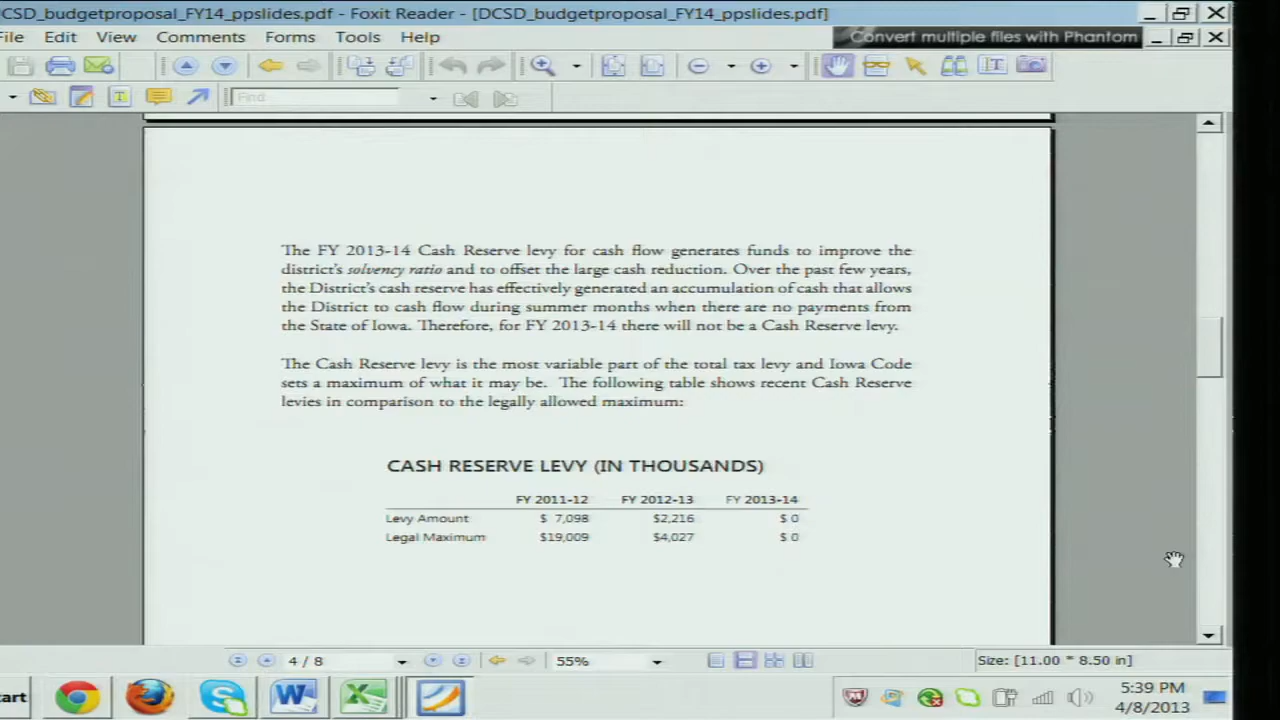 CSD_budgetproposal_FY14_ppslides.pdf - Foxit Reader - [DCSD_budgetproposal_FY14_ppslides.pdf]
File Edit View Comments Forms Tools Help
Convert multiple files with Phantom
Find
The FY 2013-14 Cash Reserve levy for cash flow generates funds to improve the
district's solvency ratio and to offset the large cash reduction. Over the past few years,
the District's cash reserve has effectively generated an accumulation of cash that allows
the District to cash flow during summer months when there are no payments from
the State of Iowa. Therefore, for FY 2013-14 there will not be a Cash Reserve levy.
The Cash Reserve levy is the most variable part of the total tax levy and Iowa Code
sets a maximum of what it may be. The following table shows recent Cash Reserve
levies in comparison to the legally allowed maximum:
CASH RESERVE LEVY (IN THOUSANDS)
FY 2011-12 FY 2012-13 FY 2013-14
Levy Amount $ 7,098 $2,216 $ 0
Legal Maximum $19,009 $4,027 $ 0
4 / 8 55% Size: [11.00 * 8.50 in]
art
5:39 PM
4/8/2013